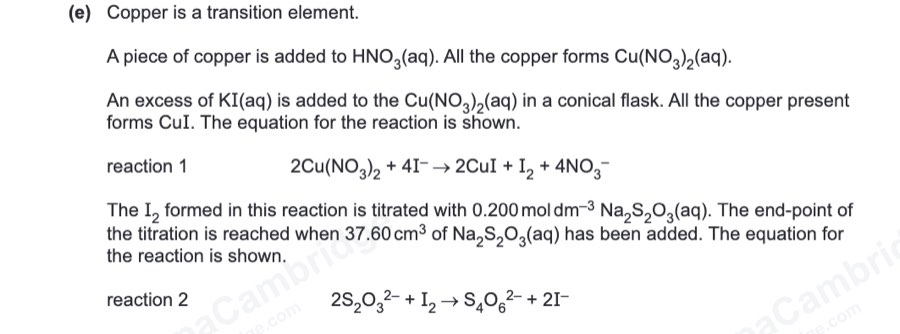 (e) Copper is a transition element.
A piece of copper is added to HNO₃(aq). All the copper forms Cu(NO₃)₂(aq).
An excess of KI(aq) is added to the Cu(NO₃)₂(aq) in a conical flask. All the copper present
forms CuI. The equation for the reaction is shown.
reaction 1 2Cu(NO₃)₂ + 4I⁻ → 2CuI + I₂ + 4NO₃⁻
The I₂ formed in this reaction is titrated with 0.200 mol dm⁻³ Na₂S₂O₃(aq). The end-point of
the titration is reached when 37.60 cm³ of Na₂S₂O₃(aq) has been added. The equation for
the reaction is shown.
reaction 2 2S₂O₃²⁻ + I₂ → S₄O₆²⁻ + 2I⁻